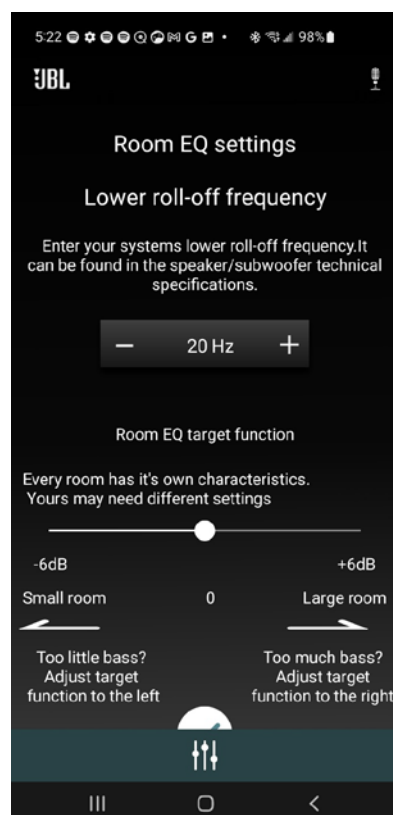 5:22 G 98%
JBL
Room EQ settings
Lower roll-off frequency
Enter your systems lower roll-off frequency.It
can be found in the speaker/subwoofer technical
specifications.
− 20 Hz +
Room EQ target function
Every room has it's own characteristics.
Yours may need different settings
-6dB +6dB
Small room 0 Large room
Too little bass? Too much bass?
Adjust target Adjust target
function to the left function to the right